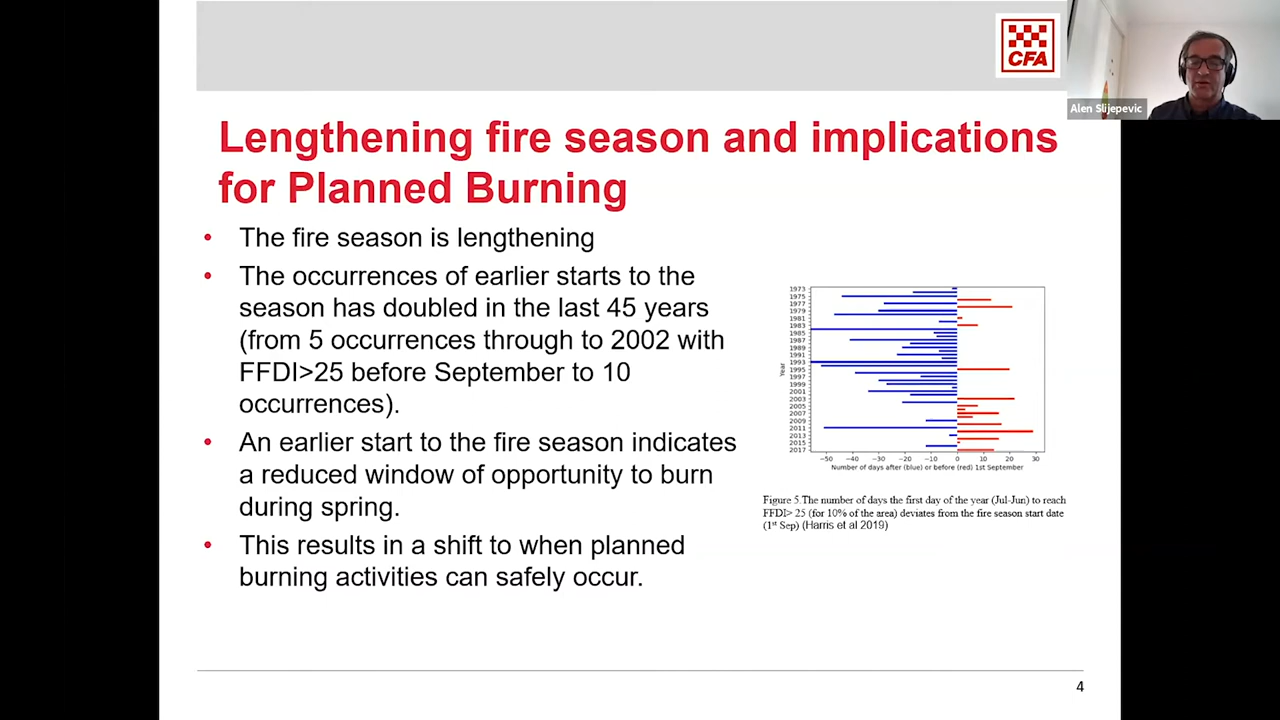 CFA
Alen Slijepevic
Lengthening fire season and implications
for Planned Burning
• The fire season is lengthening
• The occurrences of earlier starts to the
season has doubled in the last 45 years
(from 5 occurrences through to 2002 with
FFDI>25 before September to 10
occurrences).
• An earlier start to the fire season indicates
a reduced window of opportunity to burn
during spring.
• This results in a shift to when planned
burning activities can safely occur.
Year
1973
1975
1977
1979
1981
1983
1985
1987
1989
1991
1993
1995
1997
1999
2001
2003
2005
2007
2009
2011
2013
2015
2017
−50 −40 −30 −20 −10 0 10 20 30
Number of days after (blue) or before (red) 1st September
Figure 5.The number of days the first day of the year (Jul-Jun) to reach
FFDI> 25 (for 10% of the area) deviates from the fire season start date
(1st Sep) (Harris et al 2019)
4